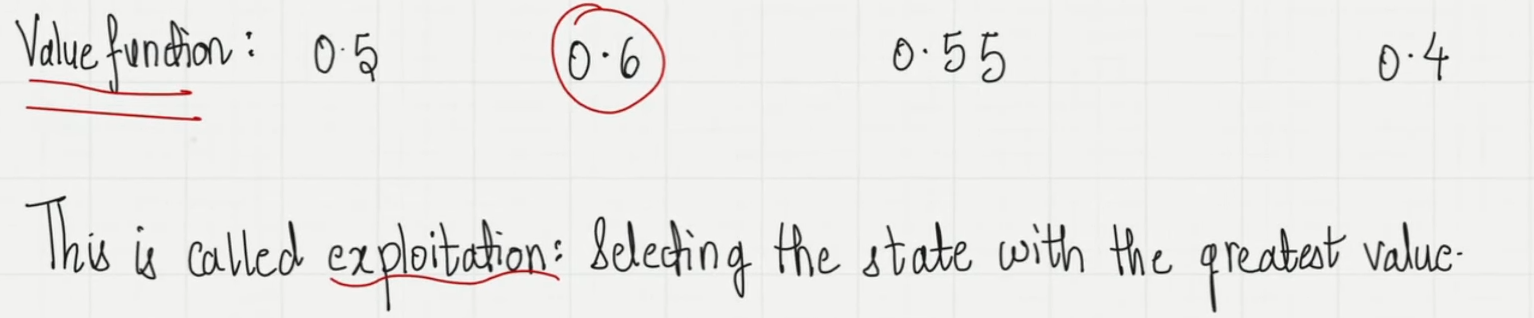 Value function: 0.5 0.6 0.55 0.4
This is called exploitation: Selecting the state with the greatest value.